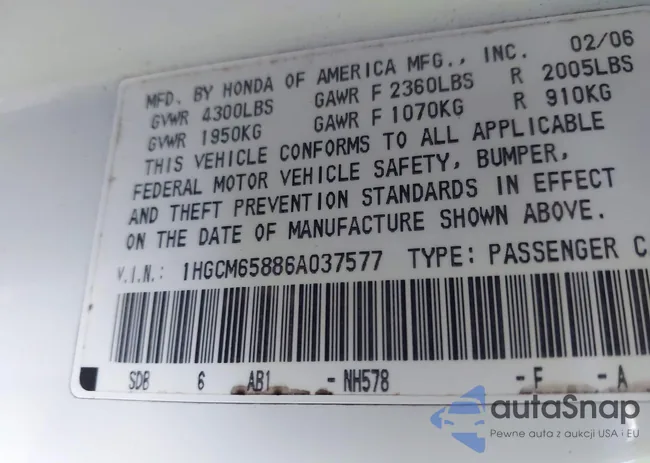 MFD. BY HONDA OF AMERICA MFG., INC. 02/06
GVWR 4300LBS GAWR F 2360LBS R 2005LBS
GVWR 1950KG GAWR F 1070KG R 910KG
THIS VEHICLE CONFORMS TO ALL APPLICABLE
FEDERAL MOTOR VEHICLE SAFETY, BUMPER,
AND THEFT PREVENTION STANDARDS IN EFFECT
ON THE DATE OF MANUFACTURE SHOWN ABOVE.
V.I.N.: 1HGCM65886A037577 TYPE: PASSENGER C
SDB 6 AB1 -NH578 -F -A
autaSnap
Pewne auta z aukcji USA i EU